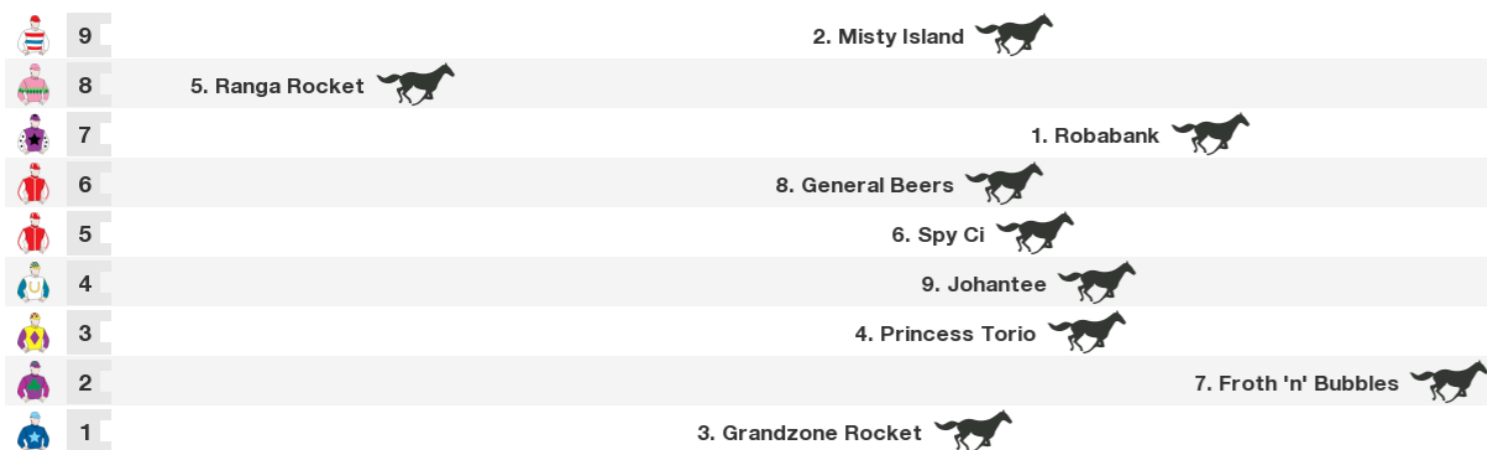 9 2. Misty Island
8 5. Ranga Rocket
7 1. Robabank
6 8. General Beers
5 6. Spy Ci
4 9. Johantee
3 4. Princess Torio
2 7. Froth 'n' Bubbles
1 3. Grandzone Rocket